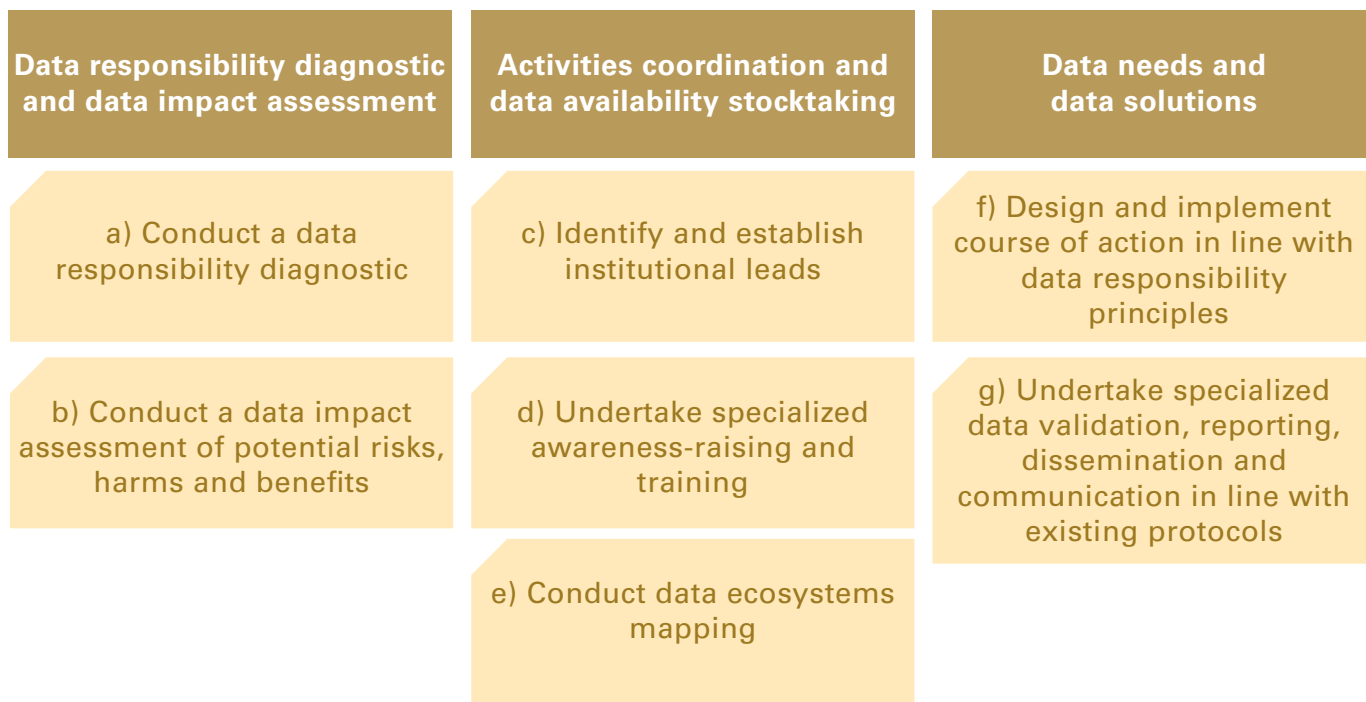 Data responsibility diagnostic
and data impact assessment
a) Conduct a data
responsibility diagnostic
b) Conduct a data impact
assessment of potential risks,
harms and benefits
Activities coordination and
data availability stocktaking
c) Identify and establish
institutional leads
d) Undertake specialized
awareness-raising and
training
e) Conduct data ecosystems
mapping
Data needs and
data solutions
f) Design and implement
course of action in line with
data responsibility
principles
g) Undertake specialized
data validation, reporting,
dissemination and
communication in line with
existing protocols